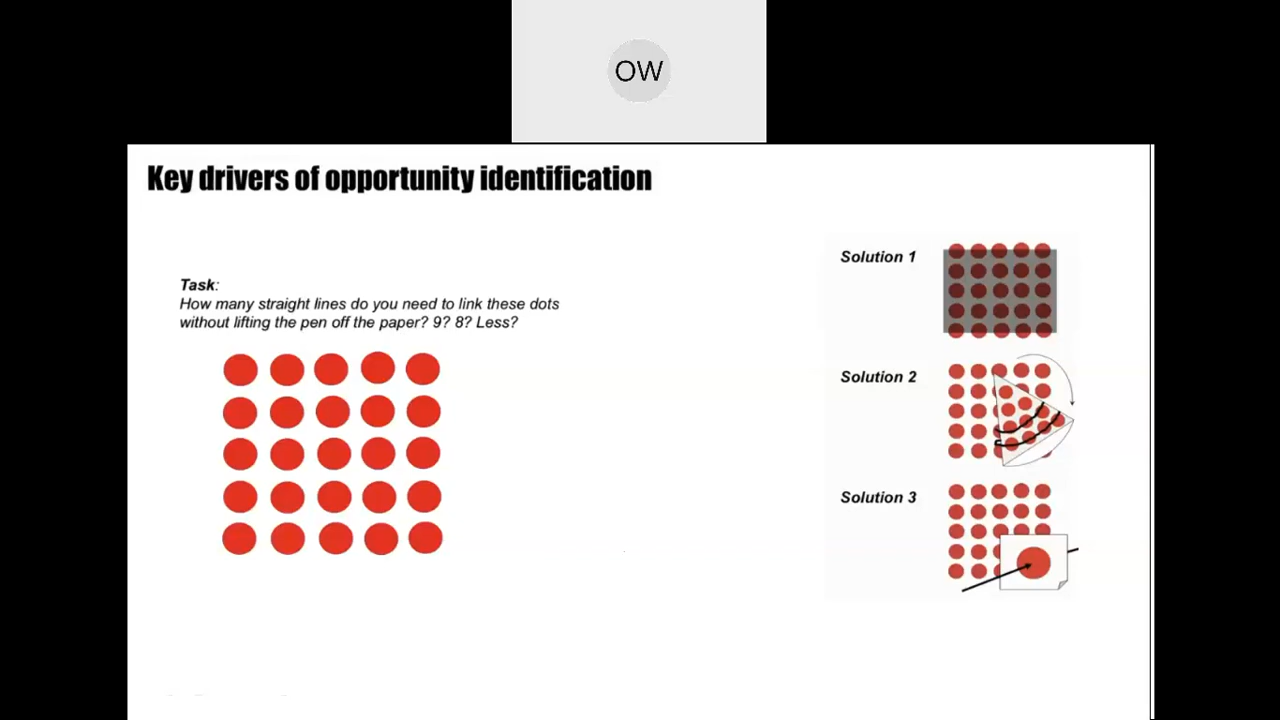 OW
Key drivers of opportunity identification
Task:
How many straight lines do you need to link these dots
without lifting the pen off the paper? 9? 8? Less?
Solution 1
Solution 2
Solution 3